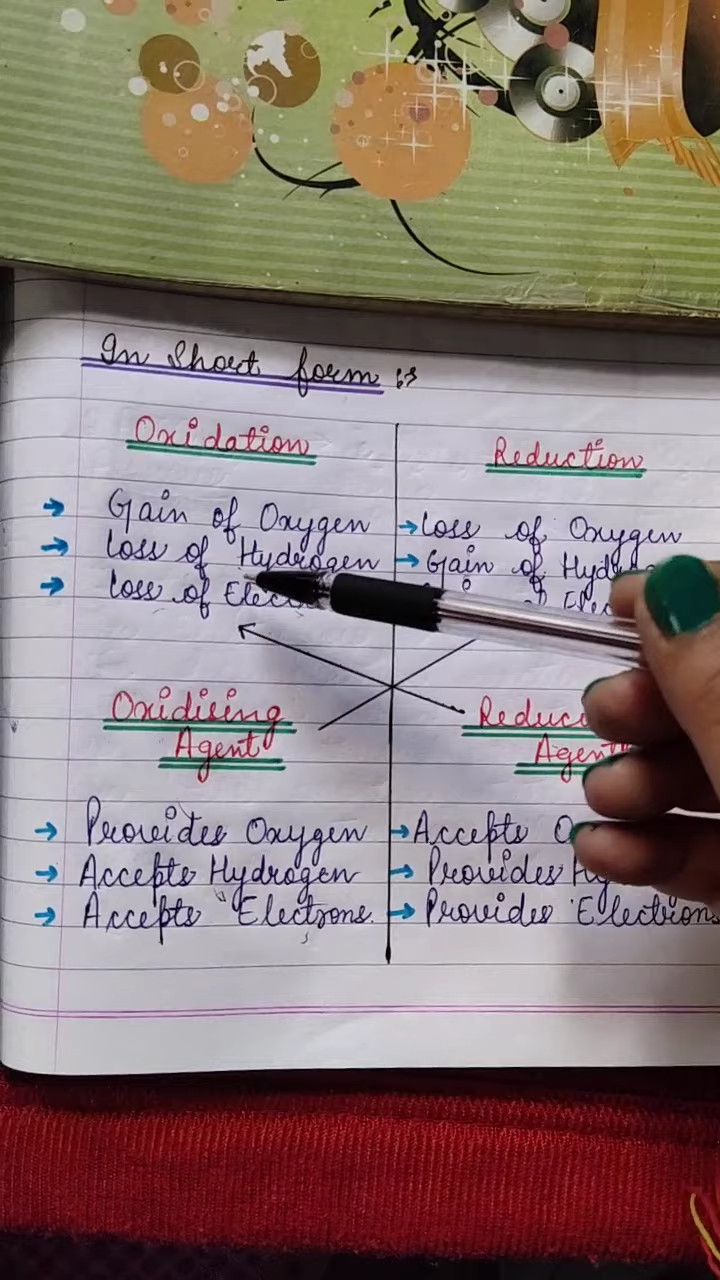 In Short form :-
Oxidation
→ Gain of Oxygen
→ Loss of Hydrogen
→ Loss of
Reduction
→ Loss of Oxygen
→ Gain of
Oxidising
Agent
→ Provides Oxygen
→ Accepts Hydrogen
→ Accepts Electrons.
Agent
→ Accepts
→ Provides
→ Provides Electrons